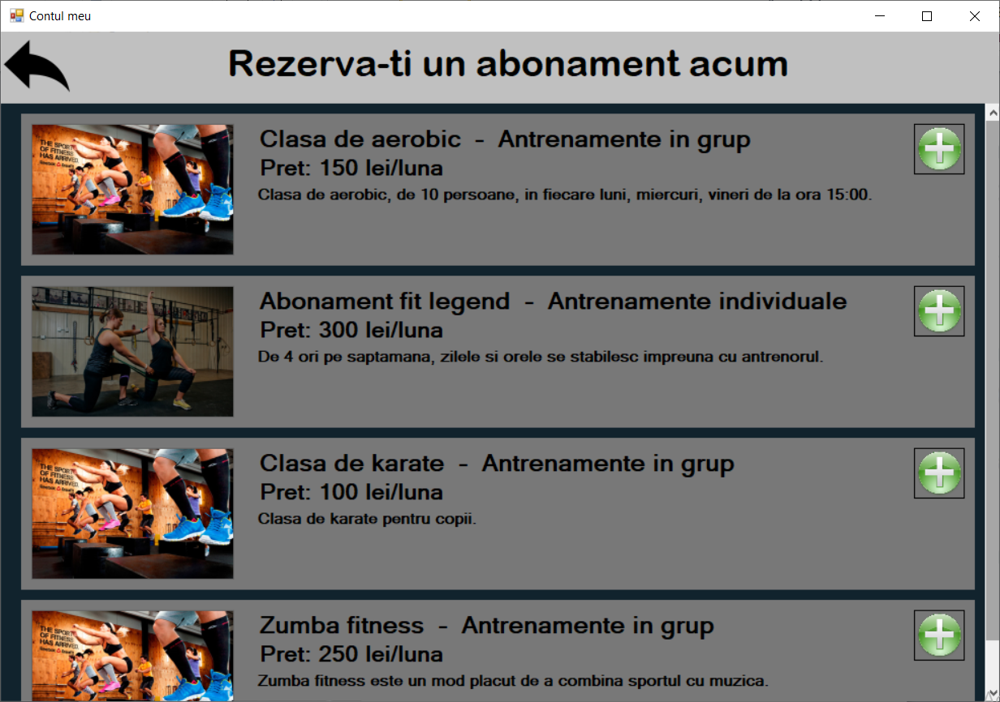 Contul meu
Rezerva-ti un abonament acum
THE SPORT
OF FITNESS
HAS ARRIVED.
Clasa de aerobic - Antrenamente in grup
Pret: 150 lei/luna
Clasa de aerobic, de 10 persoane, in fiecare luni, miercuri, vineri de la ora 15:00.
Abonament fit legend - Antrenamente individuale
Pret: 300 lei/luna
De 4 ori pe saptamana, zilele si orele se stabilesc impreuna cu antrenorul.
THE SPORT
OF FITNESS
HAS ARRIVED.
Clasa de karate - Antrenamente in grup
Pret: 100 lei/luna
Clasa de karate pentru copii.
THE SPORT
OF FITNESS
HAS ARRIVED.
Zumba fitness - Antrenamente in grup
Pret: 250 lei/luna
Zumba fitness este un mod placut de a combina sportul cu muzica.